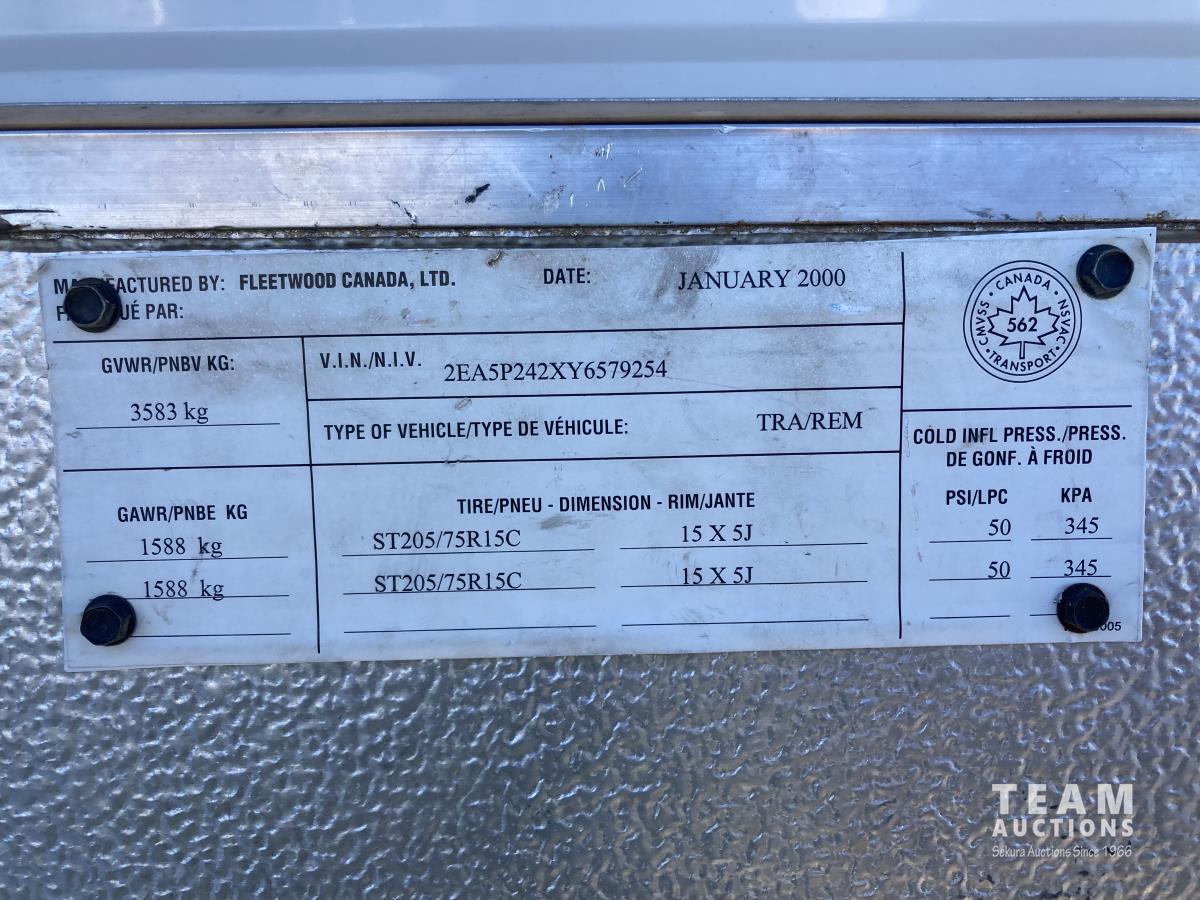 MANUFACTURED BY: FLEETWOOD CANADA, LTD. DATE: JANUARY 2000
UÉ PAR:
GVWR/PNBV KG:
3583 kg
V.I.N./N.I.V. 2EA5P242XY6579254
TYPE OF VEHICLE/TYPE DE VÉHICULE: TRA/REM
CANADA
CMVSS 562 NSVAC
TRANSPORT
COLD INFL PRESS./PRESS.
DE GONF. À FROID
GAWR/PNBE KG
TIRE/PNEU - DIMENSION - RIM/JANTE
PSI/LPC KPA
1588 kg ST205/75R15C 15 X 5J 50 345
1588 kg ST205/75R15C 15 X 5J 50 345
005
TEAM
AUCTIONS
Sekura Auctions Since 1966